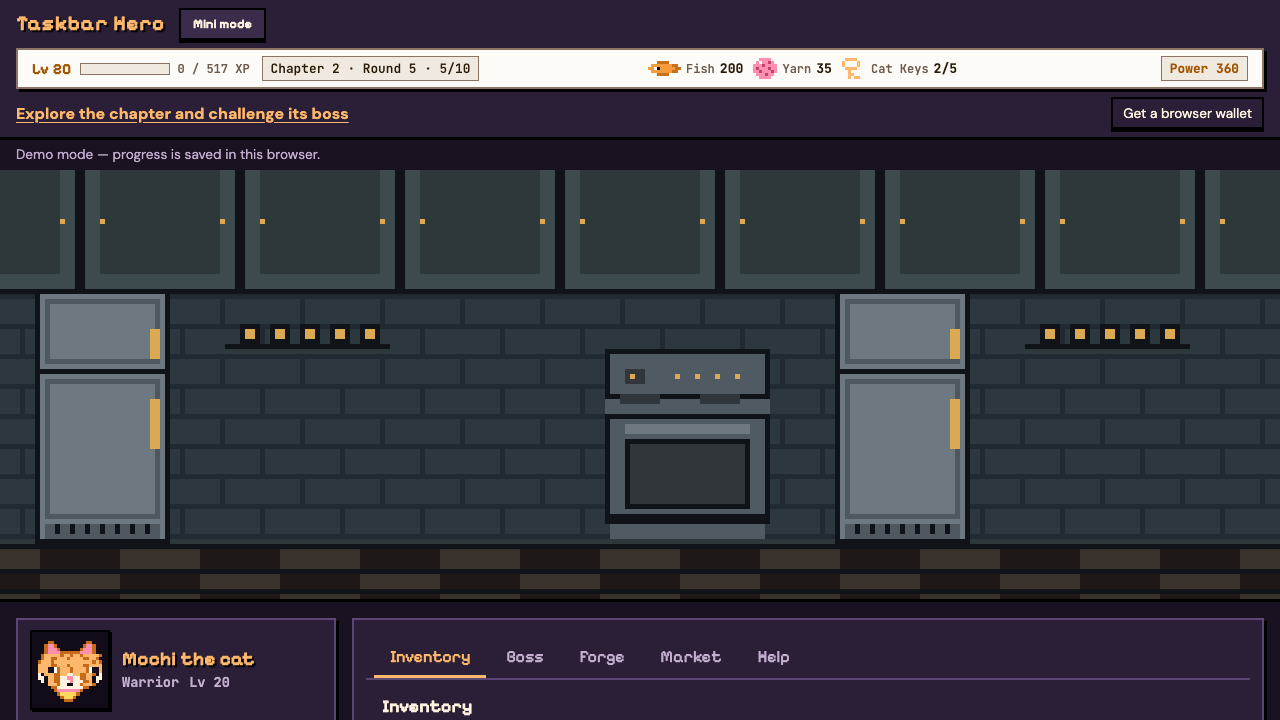 Taskbar Hero
Mini mode
Lv 20
0 / 517 XP
Chapter 2 · Round 5 · 5/10
Fish 200
Yarn 35
Cat Keys 2/5
Power 360
Explore the chapter and challenge its boss
Get a browser wallet
Demo mode — progress is saved in this browser.
Mochi the cat
Warrior Lv 20
Inventory
Boss
Forge
Market
Help
Inventory